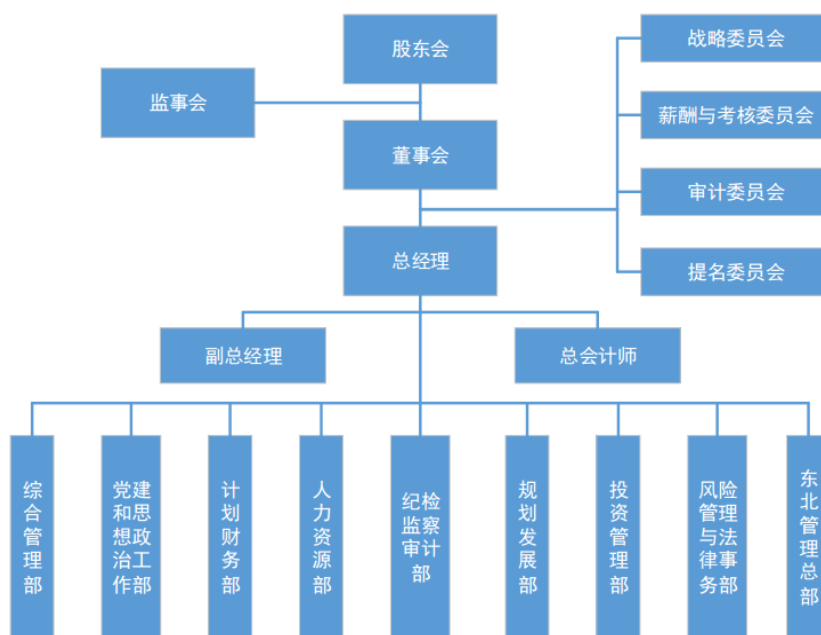 股东会
战略委员会
监事会
薪酬与考核委员会
董事会
审计委员会
总经理
提名委员会
副总经理
总会计师
综合管理部
党建和思想政治工作部
计划财务部
人力资源部
纪检监察审计部
规划发展部
投资管理部
风险管理与法律事务部
东北管理总部